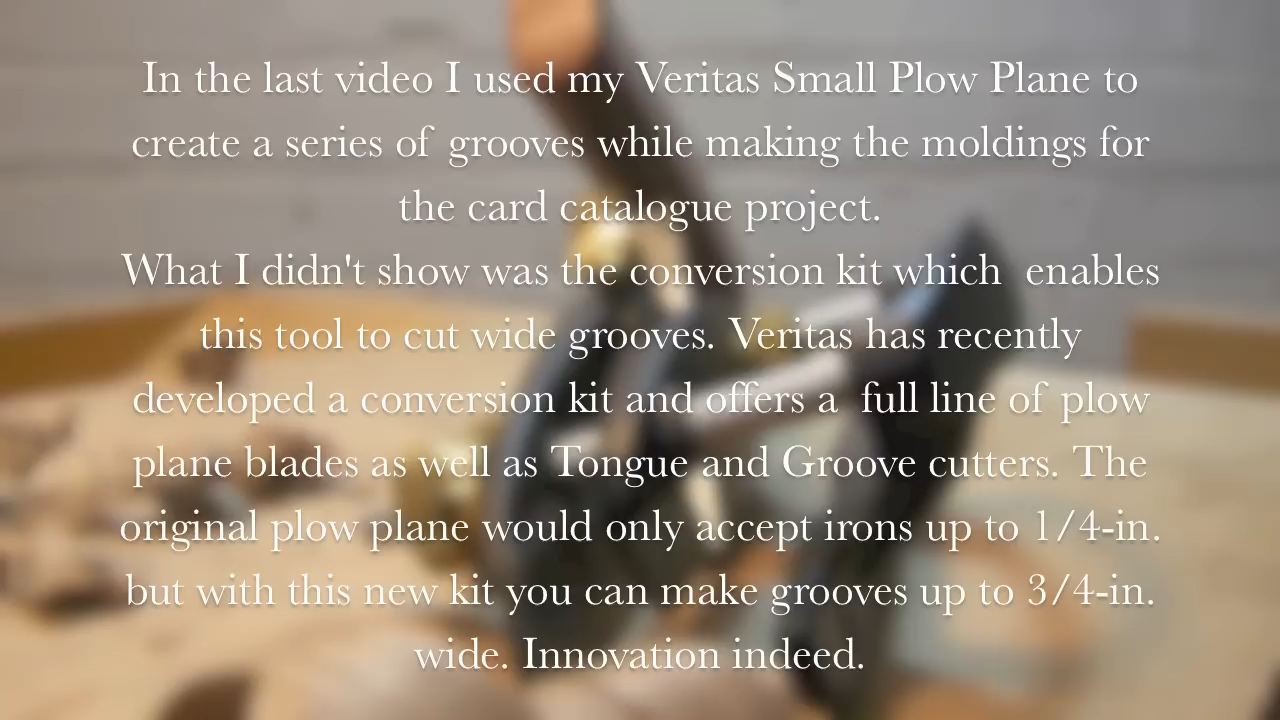 In the last video I used my Veritas Small Plow Plane to
create a series of grooves while making the moldings for
the card catalogue project.
What I didn't show was the conversion kit which enables
this tool to cut wide grooves. Veritas has recently
developed a conversion kit and offers a full line of plow
plane blades as well as Tongue and Groove cutters. The
original plow plane would only accept irons up to 1/4-in.
but with this new kit you can make grooves up to 3/4-in.
wide. Innovation indeed.